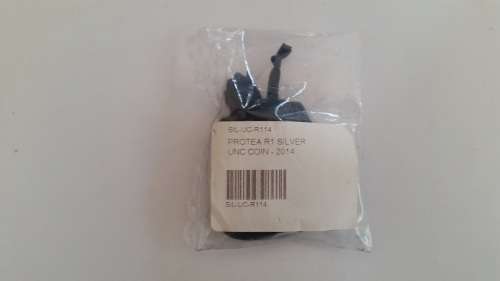 SIL-UC-R114
PROTEA R1 SILVER
UNC COIN - 2014
SIL-UC-R114